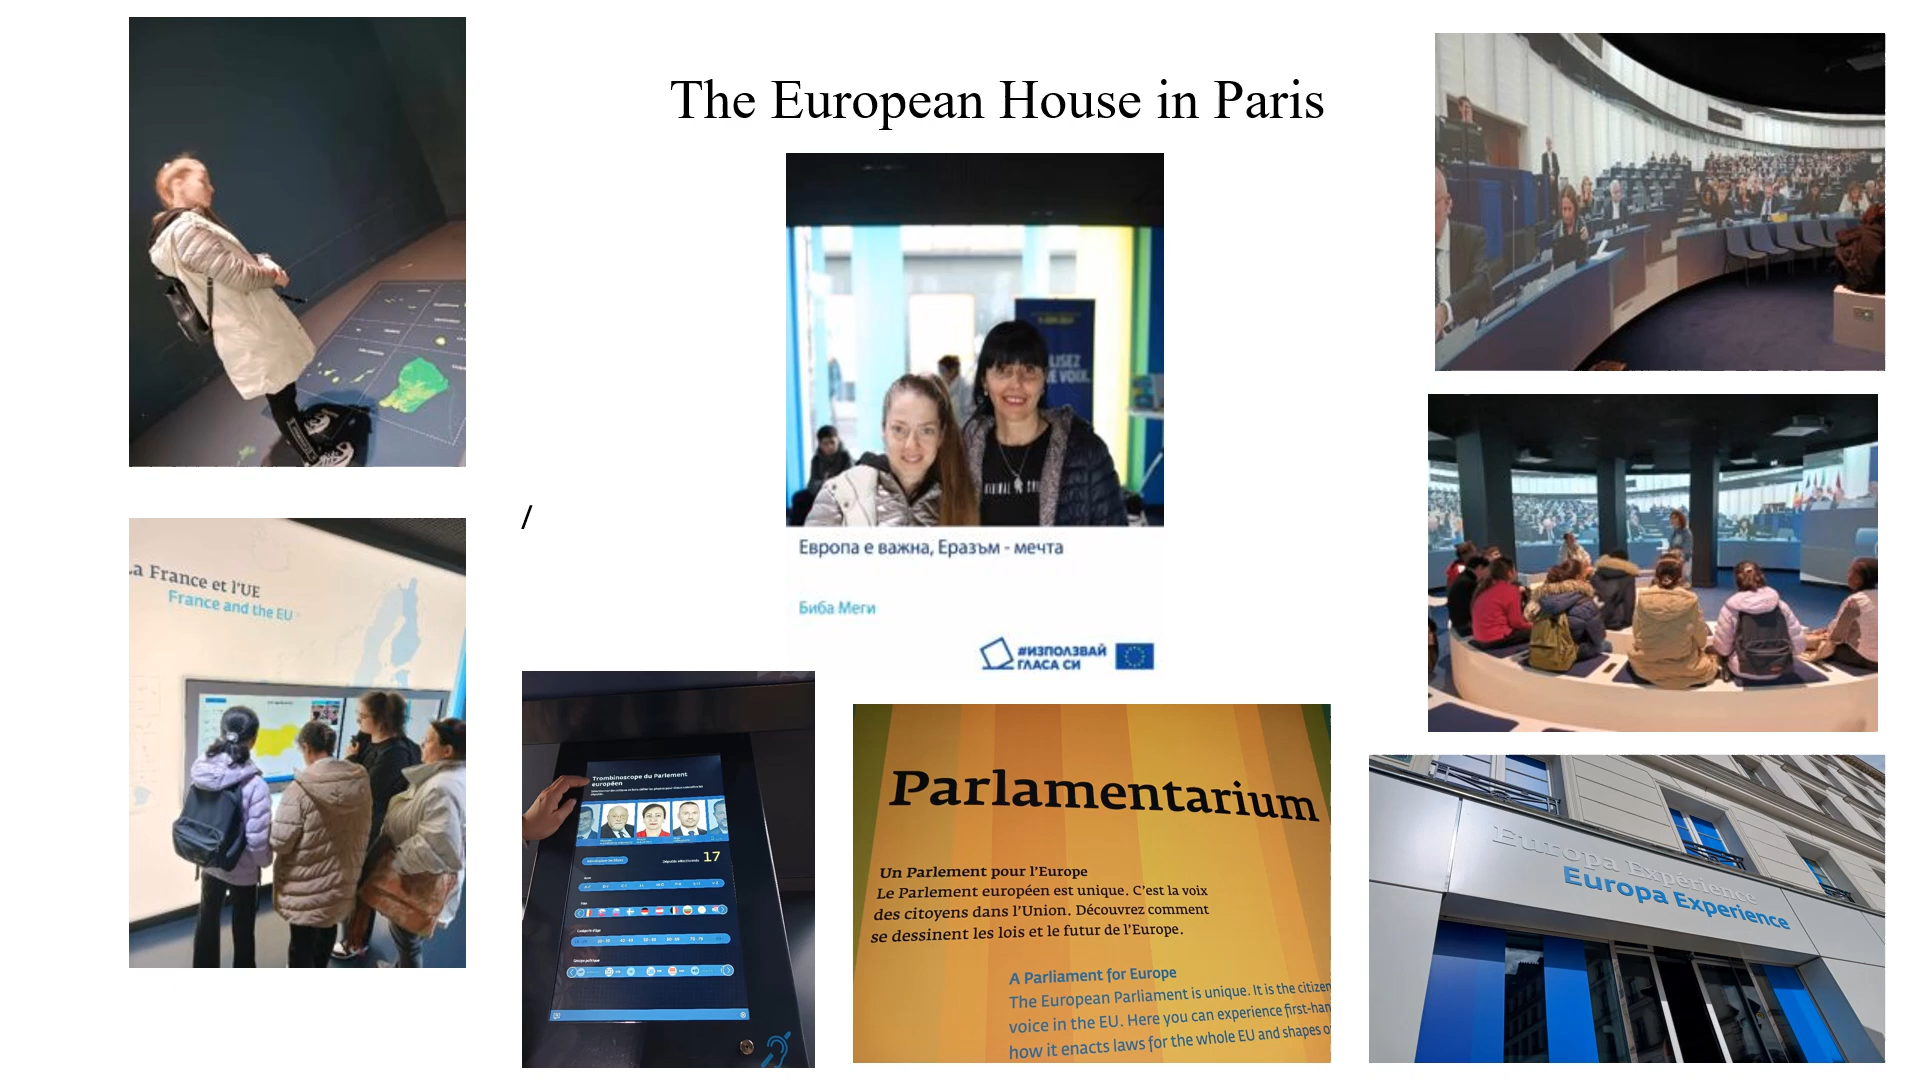 The European House in Paris
LISEZ
E VOIX.
/
Европа е важна, Еразъм - мечта
Биба Меги
#ИЗПОЛЗВАЙ
ГЛАСА СИ
La France et l'UE
France and the EU
Trombinoscope du Parlement
européen
17
Parlamentarium
Un Parlement pour l'Europe
Le Parlement européen est unique. C'est la voix
des citoyens dans l'Union. Découvrez comment
se dessinent les lois et le futur de l'Europe.
A Parliament for Europe
The European Parliament is unique. It is the citizen
voice in the EU. Here you can experience first-han
how it enacts laws for the whole EU and shapes
Europa Expérience
Europa Experience